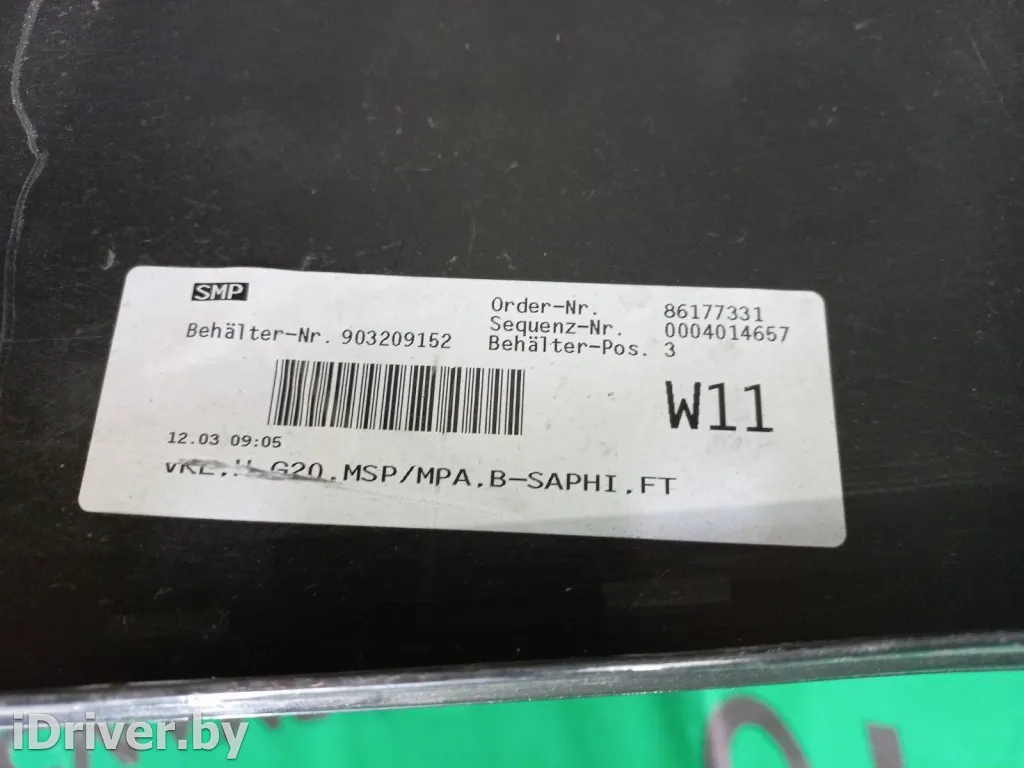 SMP
Order-Nr. 86177331
Sequenz-Nr. 0004014657
Behälter-Nr. 903209152
Behälter-Pos. 3
W11
12.03 09:05
G20.MSP/MPA.B-SAPHI.FT
iDriver.by